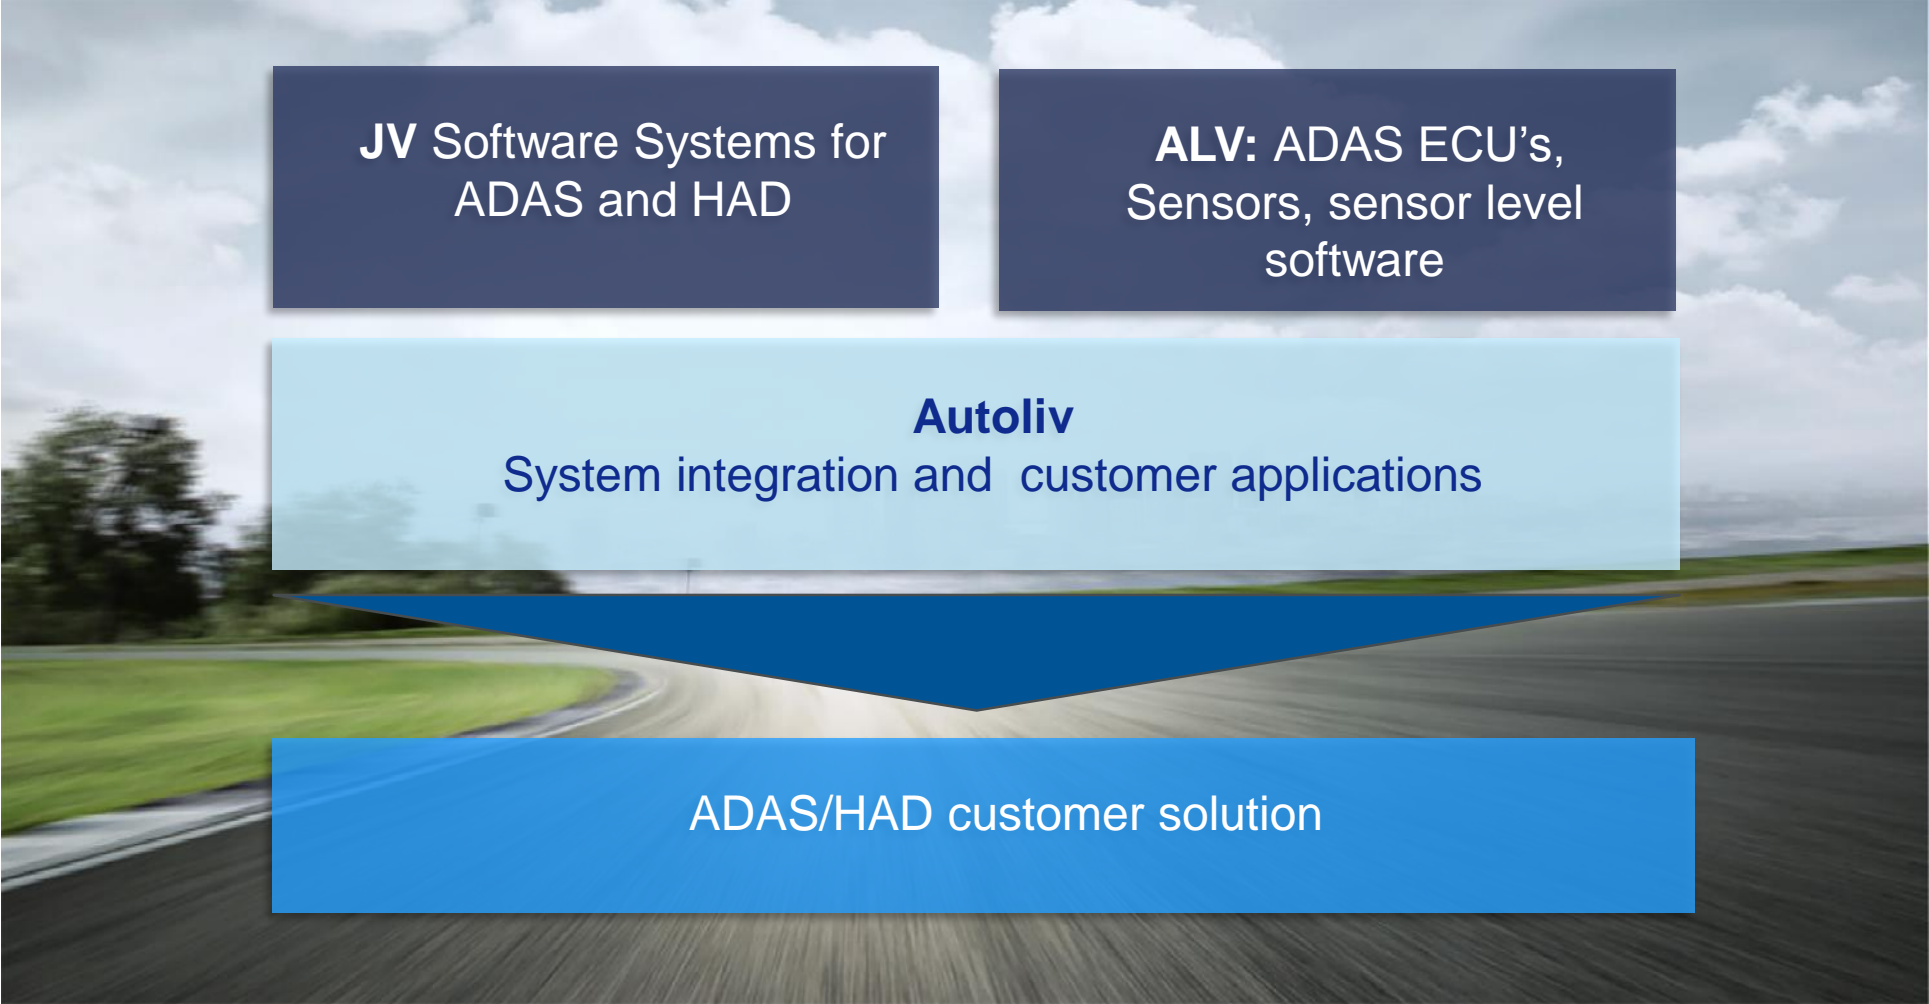 JV Software Systems for
ADAS and HAD
ALV: ADAS ECU’s,
Sensors, sensor level
software
Autoliv
System integration and  customer applications
ADAS/HAD customer solution